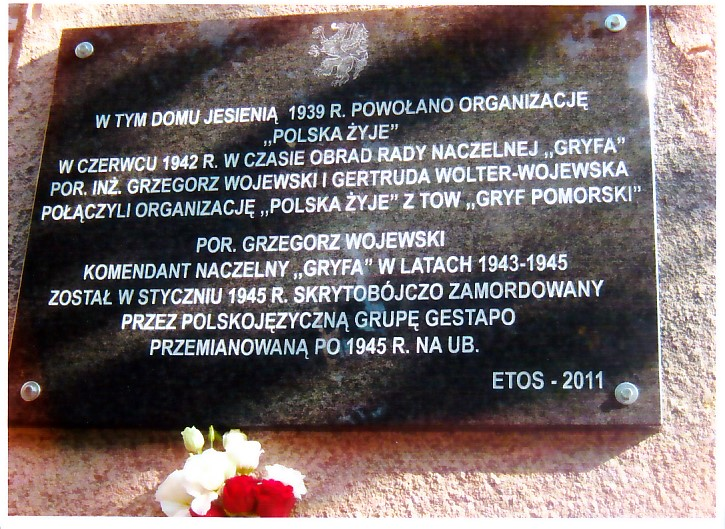 W TYM DOMU JESIENIĄ 1939 R. POWOŁANO ORGANIZACJĘ
,,POLSKA ŻYJE”
W CZERWCU 1942 R. W CZASIE OBRAD RADY NACZELNEJ ,,GRYFA”
POR. INŻ. GRZEGORZ WOJEWSKI I GERTRUDA WOLTER-WOJEWSKA
POŁĄCZYLI ORGANIZACJĘ ,,POLSKA ŻYJE” Z TOW ,,GRYF POMORSKI”
POR. GRZEGORZ WOJEWSKI
KOMENDANT NACZELNY ,,GRYFA” W LATACH 1943-1945
ZOSTAŁ W STYCZNIU 1945 R. SKRYTOBÓJCZO ZAMORDOWANY
PRZEZ POLSKOJĘZYCZNĄ GRUPĘ GESTAPO
PRZEMIANOWANĄ PO 1945 R. NA UB.
ETOS - 2011